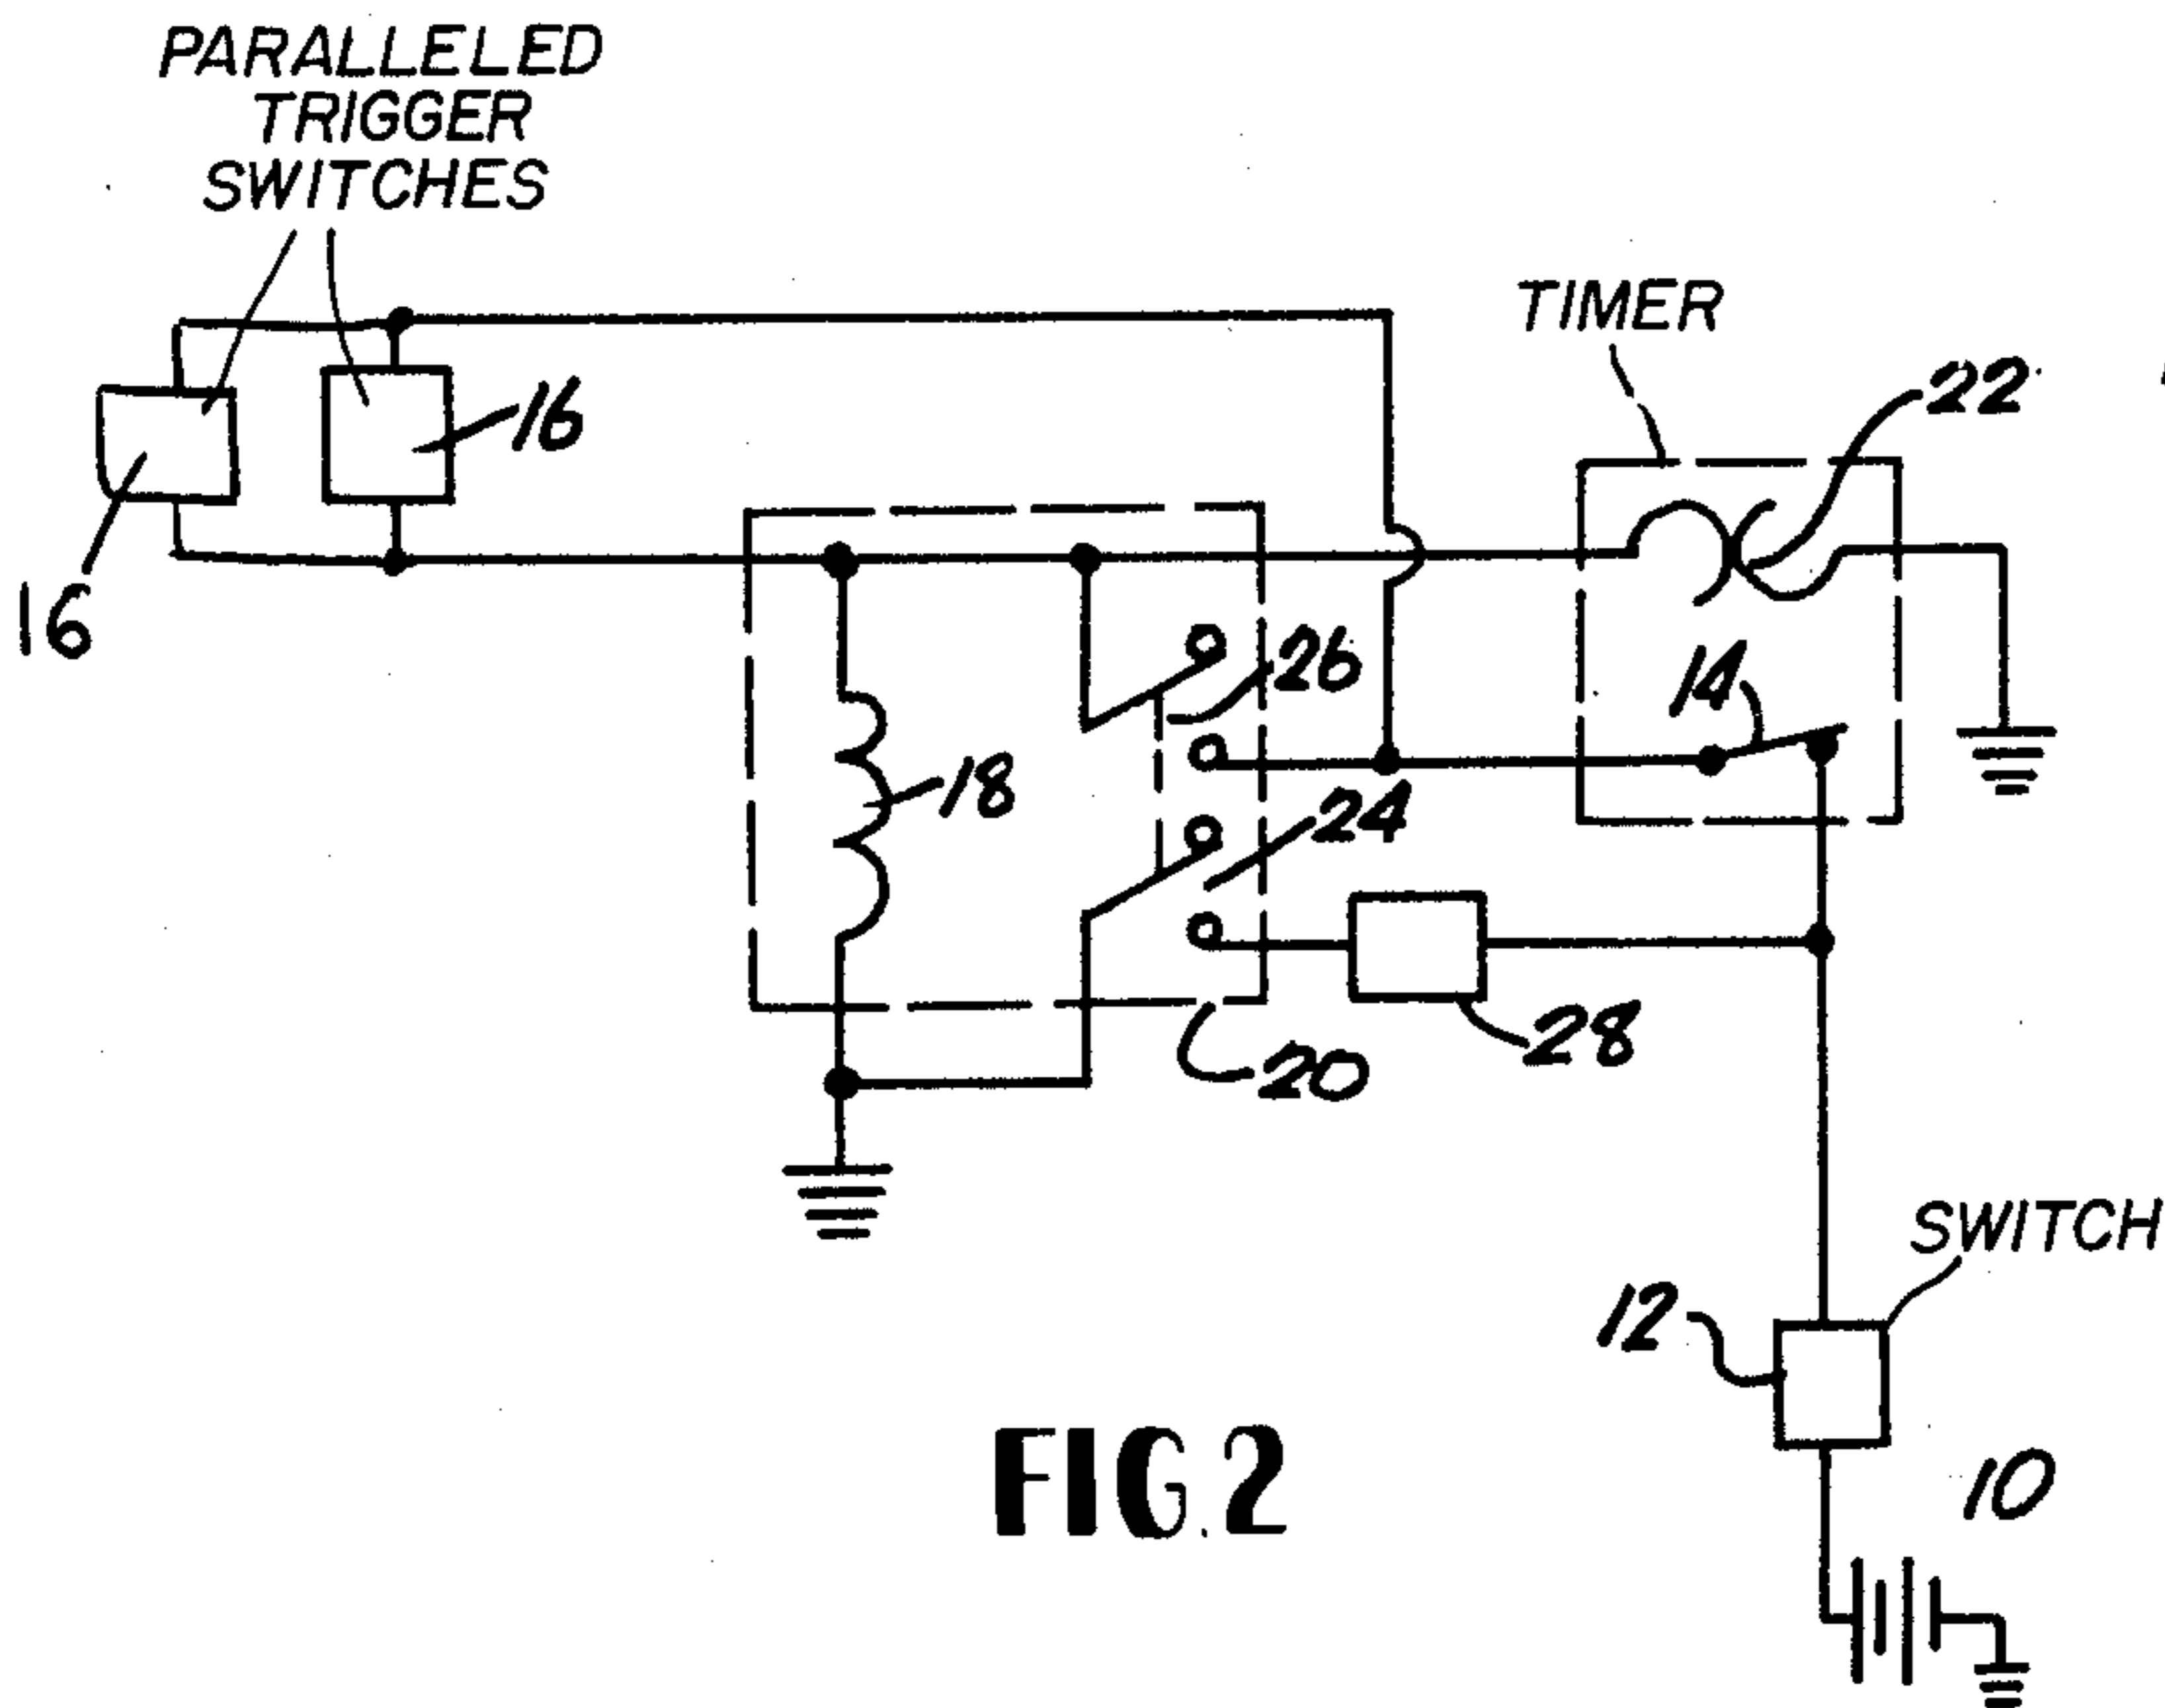 PARALLELED
TRIGGER
SWITCHES
TIMER
22
16
16
26
14
18
24
28
20
SWITCH
12
10
FIG. 2